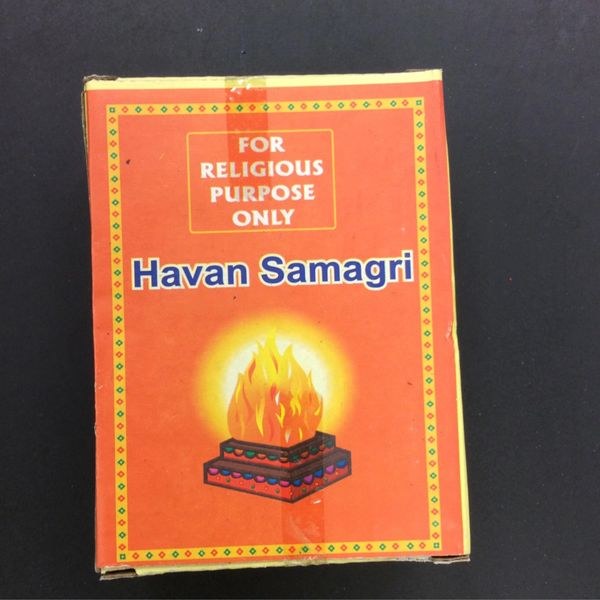 FOR
RELIGIOUS
PURPOSE
ONLY
Havan Samagri